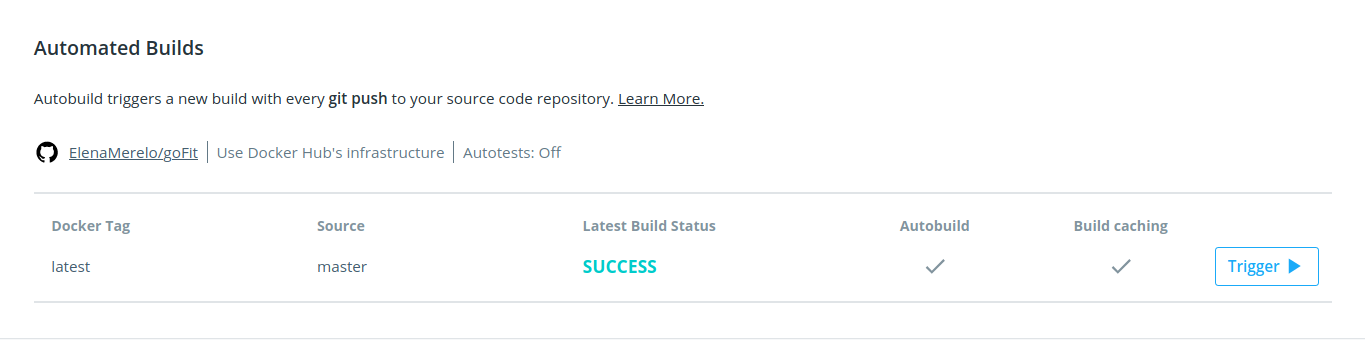 Automated Builds
Autobuild triggers a new build with every git push to your source code repository. Learn More.
ElenaMerelo/goFit Use Docker Hub's infrastructure Autotests: Off
Docker Tag Source Latest Build Status Autobuild Build caching
latest master SUCCESS Trigger